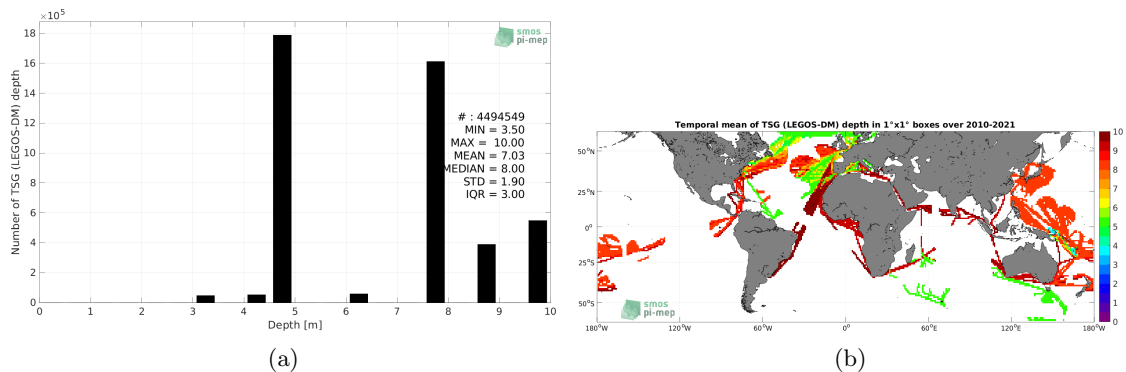 ×10⁵
18
16
14
12
10
8
6
4
2
0
Number of TSG (LEGOS-DM) depth
smos
pi-mep
# : 4494549
MIN = 3.50
MAX = 10.00
MEAN = 7.03
MEDIAN = 8.00
STD = 1.90
IQR = 3.00
0 1 2 3 4 5 6 7 8 9 10
Depth [m]
(a)
Temporal mean of TSG (LEGOS-DM) depth in 1°x1° boxes over 2010-2021
50°N
25°N
0°
25°S
50°S
smos
pi-mep
180°W 120°W 60°W 0° 60°E 120°E 180°W
10
9
8
7
6
5
4
3
2
1
0
(b)